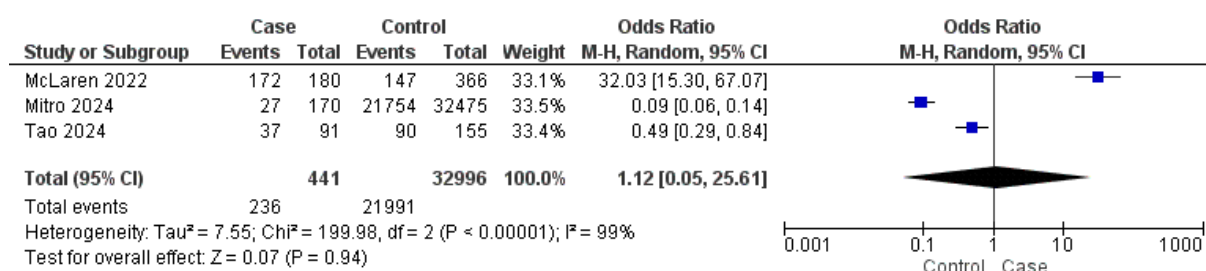 Case Control Odds Ratio Odds Ratio
Study or Subgroup Events Total Events Total Weight M-H, Random, 95% CI M-H, Random, 95% CI
McLaren 2022 172 180 147 366 33.1% 32.03 [15.30, 67.07]
Mitro 2024 27 170 21754 32475 33.5% 0.09 [0.06, 0.14]
Tao 2024 37 91 90 155 33.4% 0.49 [0.29, 0.84]
Total (95% CI) 441 32996 100.0% 1.12 [0.05, 25.61]
Total events 236 21991
Heterogeneity: Tau² = 7.55; Chi² = 199.98, df = 2 (P < 0.00001); I² = 99%
Test for overall effect: Z = 0.07 (P = 0.94)
0.001 0.1 1 10 1000
Control Case